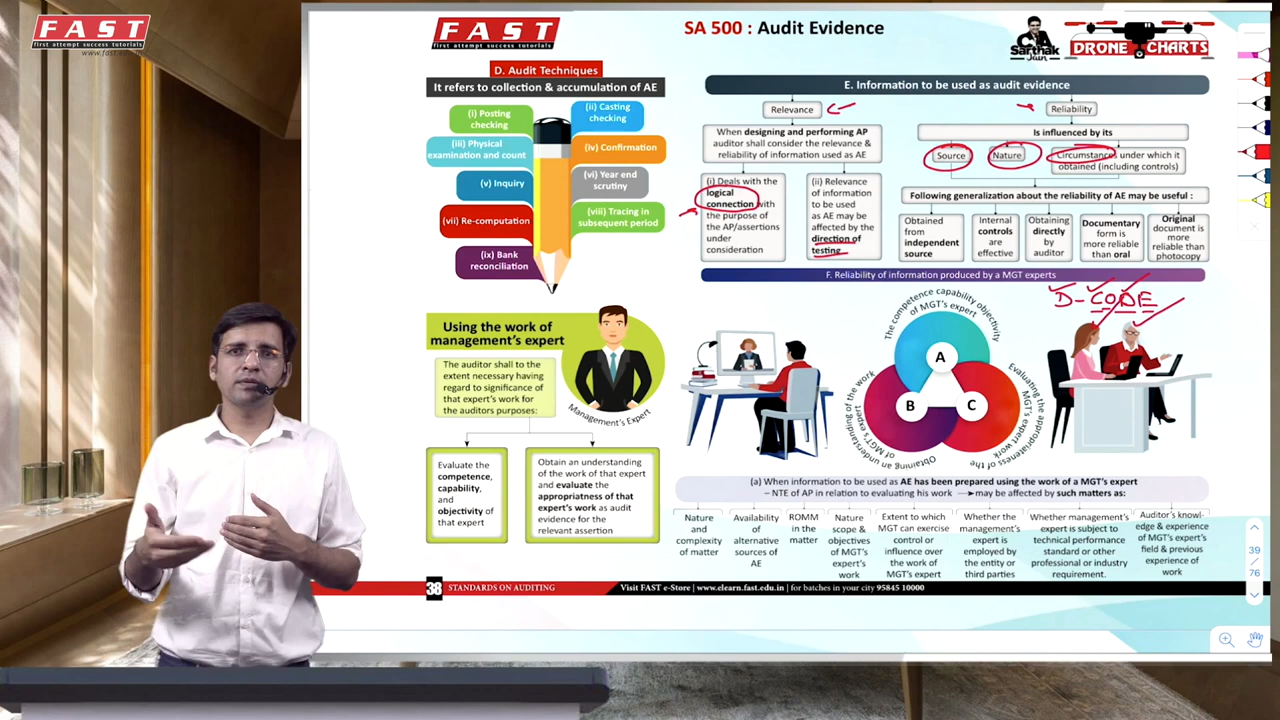 FAST
first attempt success tutorials
www.fast.edu.in
FAST
first attempt success tutorials
SA 500 : Audit Evidence
Sarthak
Jain
DRONE CHARTS
D. Audit Techniques
It refers to collection & accumulation of AE
(i) Posting
checking
(ii) Casting
checking
(iii) Physical
examination and count
(iv) Confirmation
(v) Inquiry
(vi) Year end
scrutiny
(vii) Re-computation
(viii) Tracing in
subsequent period
(ix) Bank
reconciliation
E. Information to be used as audit evidence
Relevance
When designing and performing AP
auditor shall consider the relevance &
reliability of information used as AE
(i) Deals with the
logical
connection with
the purpose of
the AP/assertions
under
consideration
(ii) Relevance
of information
to be used
as AE may be
affected by the
direction of
testing
Reliability
Is influenced by its
Source
Nature
Circumstances under which it
obtained (including controls)
Following generalization about the reliability of AE may be useful :
Obtained
from
independent
source
Internal
controls
are
effective
Obtaining
directly
by
auditor
Documentary
form is
more reliable
than oral
Original
document is
more
reliable than
photocopy
F. Reliability of information produced by a MGT experts
D-CODE
Using the work of
management's expert
The auditor shall to the
extent necessary having
regard to significance of
that expert's work for
the auditors purposes:
Management's Expert
Evaluate the
competence,
capability,
and
objectivity of
that expert
Obtain an understanding
of the work of that expert
and evaluate the
appropriatness of that
expert's work as audit
evidence for the
relevant assertion
The competence capability objectivity
of MGT's expert
A
Obtaining an understanding of the work
of MGT's expert
B
Evaluating the appropriateness of the
MGT's expert work
C
(a) When information to be used as AE has been prepared using the work of a MGT's expert
– NTE of AP in relation to evaluating his work → may be affected by such matters as:
Nature
and
complexity
of matter
Availability
of
alternative
sources of
AE
ROMM
in the
matter
Nature
scope &
objectives
of MGT's
expert's
work
Extent to which
MGT can exercise
control or
influence over
the work of
MGT's expert
Whether the
management's
expert is
employed by
the entity or
third parties
Whether management's
expert is subject to
technical performance
standard or other
professional or industry
requirement.
Auditor's knowl-
edge & experience
of MGT's expert's
field & previous
experience of
work
38 STANDARDS ON AUDITING
Visit FAST e-Store | www.elearn.fast.edu.in | for batches in your city 95845 10000
39
/
76